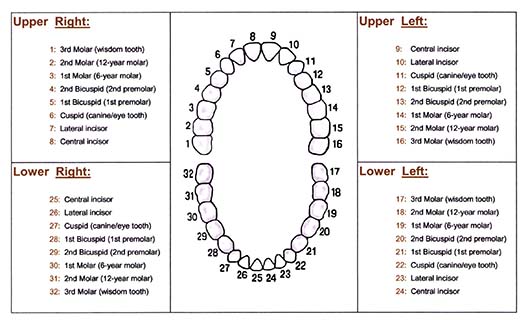 Upper Right:
1: 3rd Molar (wisdom tooth)
2: 2nd Molar (12-year molar)
3: 1st Molar (6-year molar)
4: 2nd Bicuspid (2nd premolar)
5: 1st Bicuspid (1st premolar)
6: Cuspid (canine/eye tooth)
7: Lateral incisor
8: Central incisor
Lower Right:
25: Central incisor
26: Lateral incisor
27: Cuspid (canine/eye tooth)
28: 1st Bicuspid (1st premolar)
29: 2nd Bicuspid (2nd premolar)
30: 1st Molar (6-year molar)
31: 2nd Molar (12-year molar)
32: 3rd Molar (wisdom tooth)
8 9
7 10
6 11
5 12
4 13
3 14
2 15
1 16
32 17
31 18
30 19
29 20
28 21
27 22
26 25 24 23
Upper Left:
9: Central incisor
10: Lateral incisor
11: Cuspid (canine/eye tooth)
12: 1st Bicuspid (1st premolar)
13: 2nd Bicuspid (2nd premolar)
14: 1st Molar (6-year molar)
15: 2nd Molar (12-year molar)
16: 3rd Molar (wisdom tooth)
Lower Left:
17: 3rd Molar (wisdom tooth)
18: 2nd Molar (12-year molar)
19: 1st Molar (6-year molar)
20: 2nd Bicuspid (2nd premolar)
21: 1st Bicuspid (1st premolar)
22: Cuspid (canine/eye tooth)
23: Lateral incisor
24: Central incisor